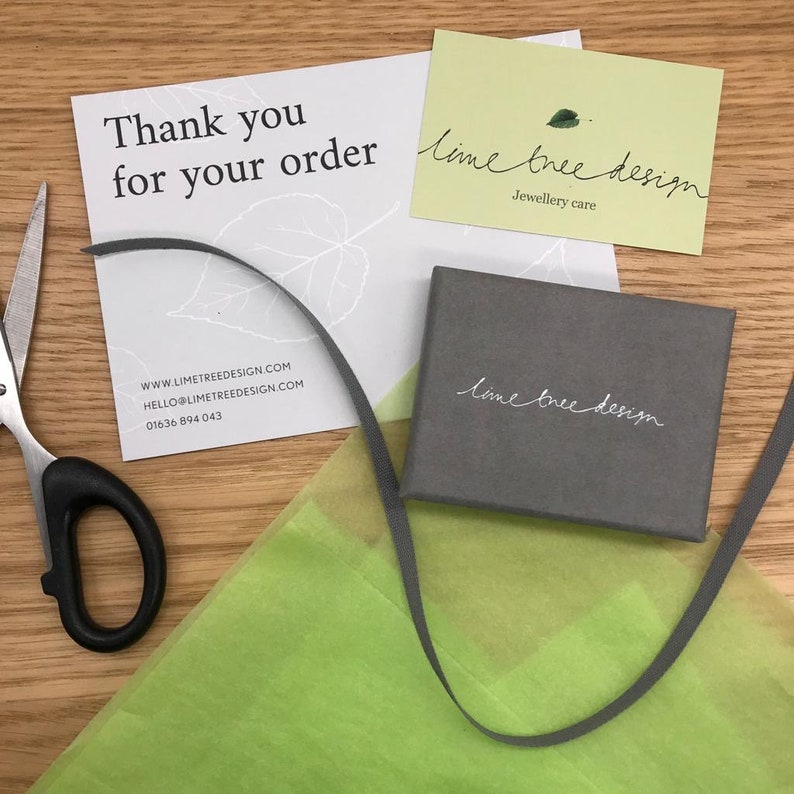 Thank you
for your order
WWW.LIMETREEDESIGN.COM
HELLO@LIMETREEDESIGN.COM
01636 894 043
lime tree design
Jewellery care
lime tree design